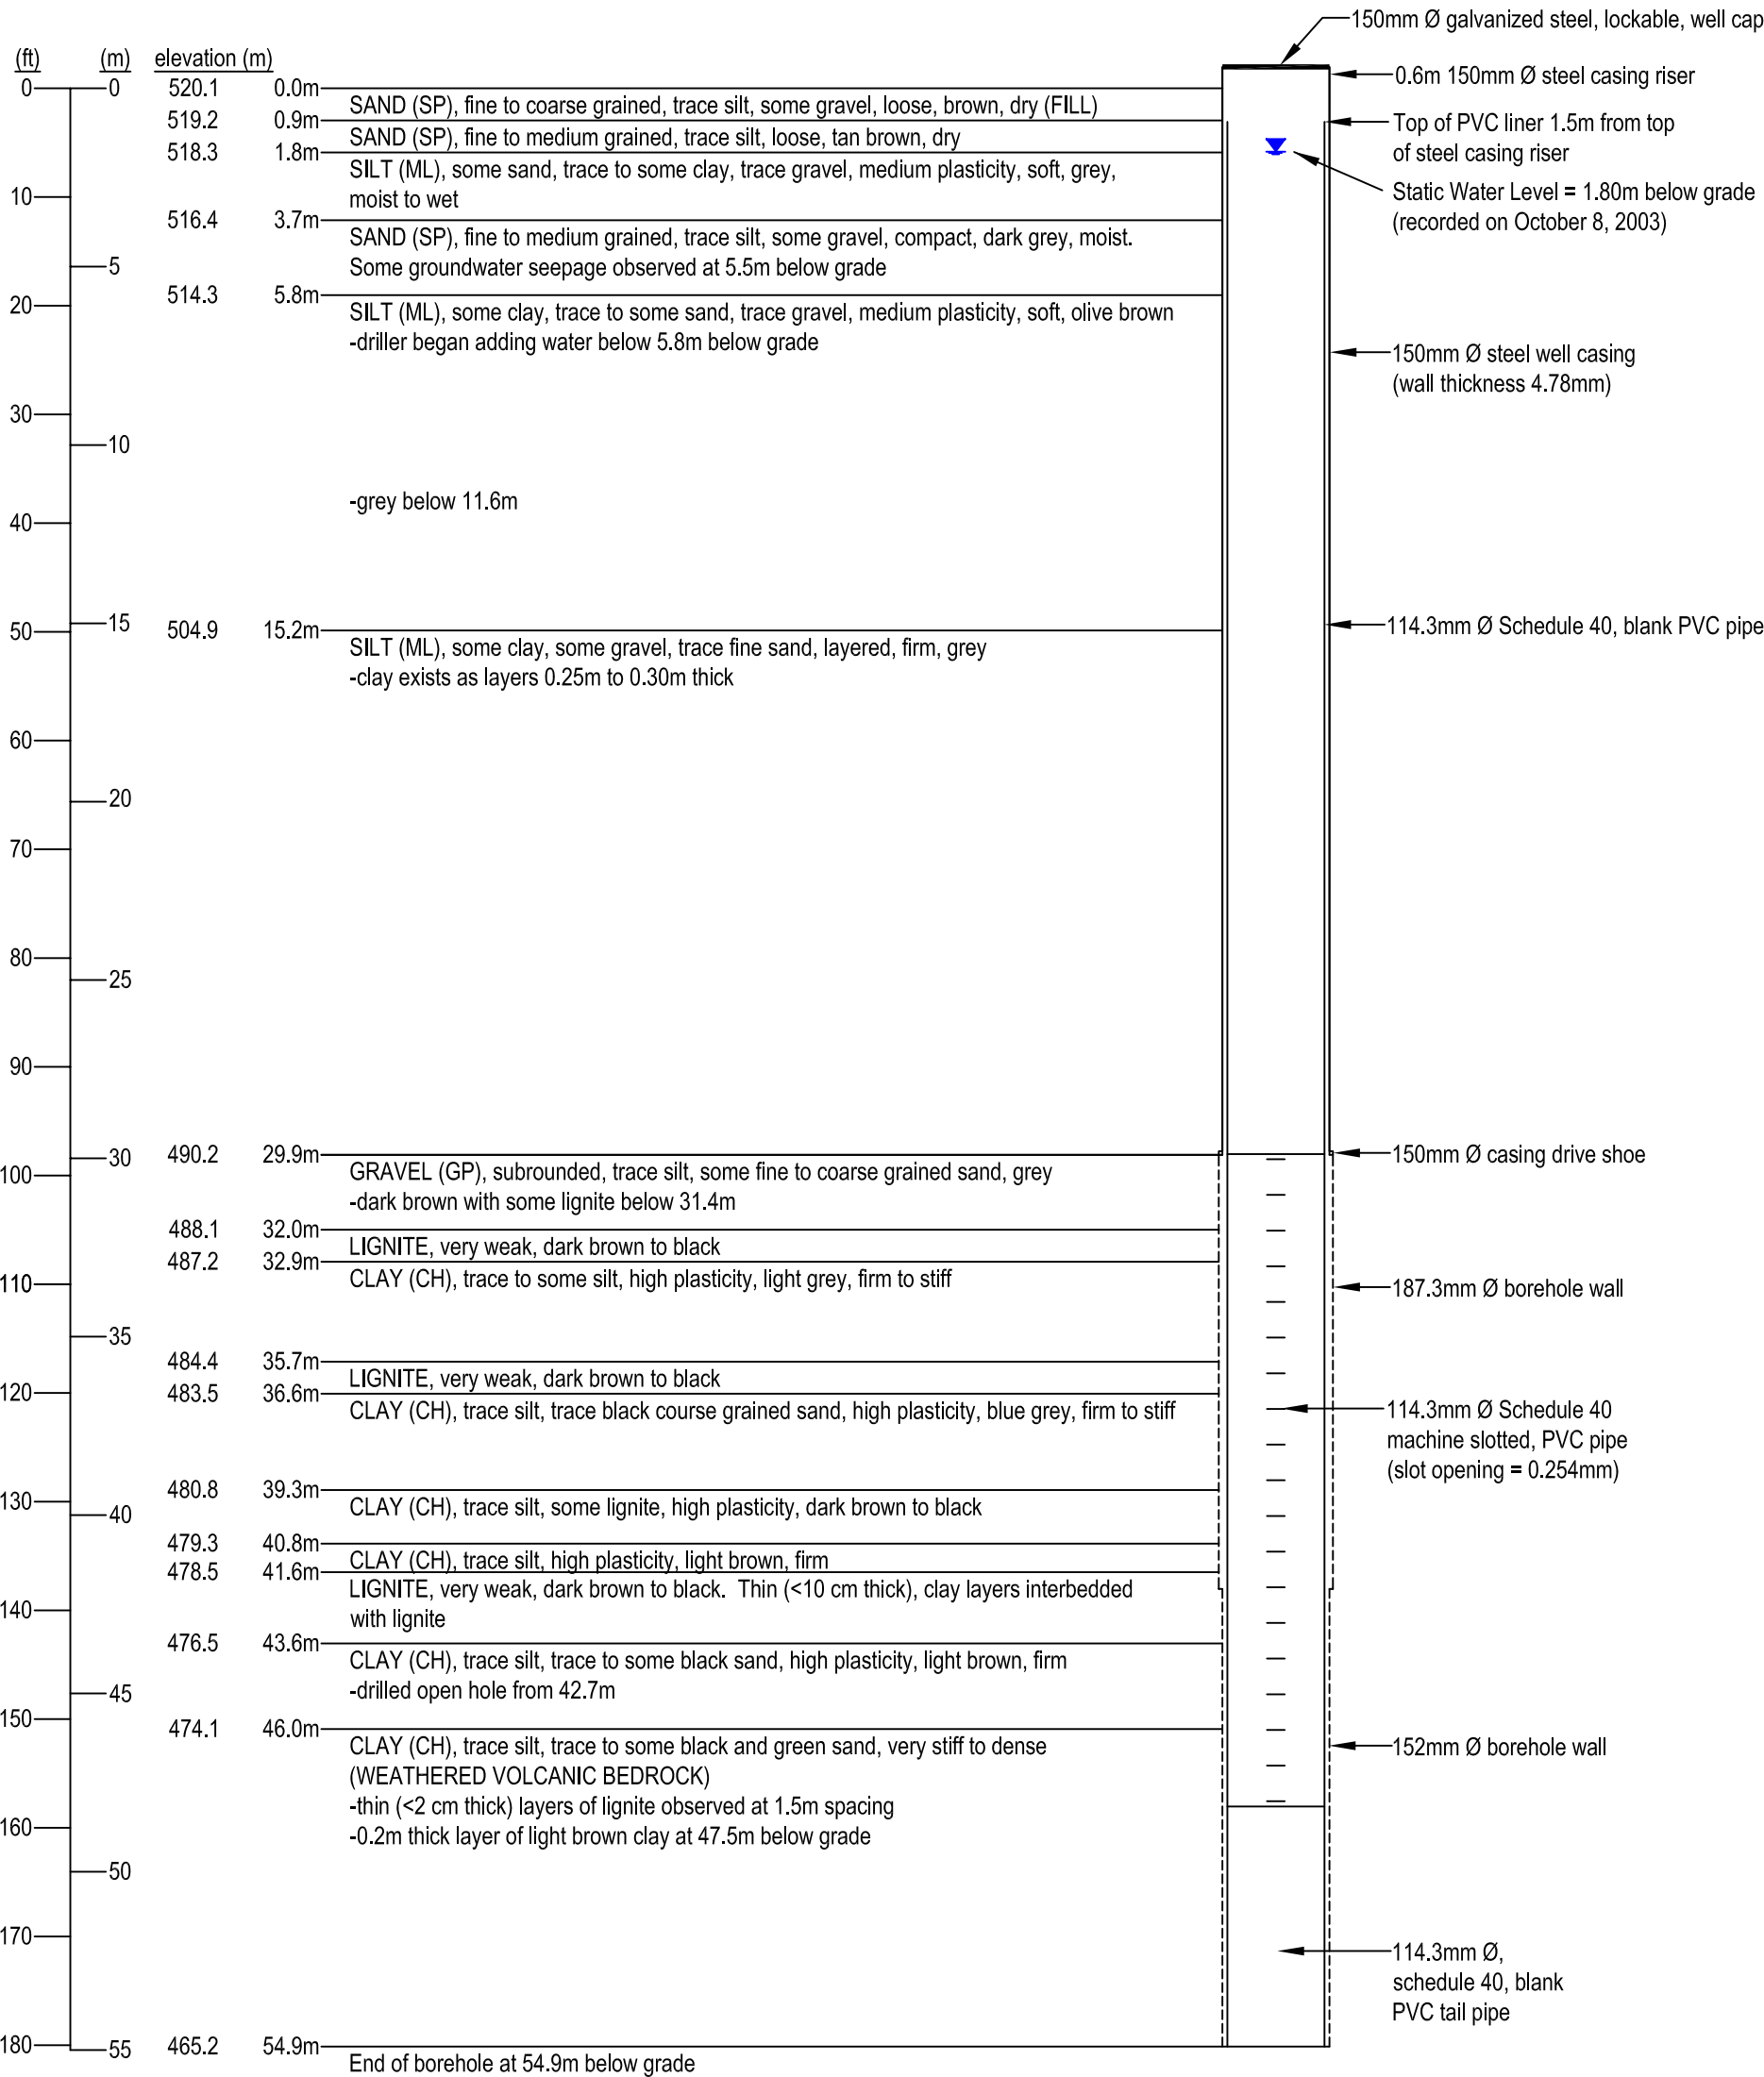 150mm Ø galvanized steel, lockable, well cap
(ft) (m) elevation (m)
0.6m 150mm Ø steel casing riser
0 0 520.1 0.0m
SAND (SP), fine to coarse grained, trace silt, some gravel, loose, brown, dry (FILL)
519.2 0.9m
Top of PVC liner 1.5m from top
of steel casing riser
SAND (SP), fine to medium grained, trace silt, loose, tan brown, dry
518.3 1.8m
SILT (ML), some sand, trace to some clay, trace gravel, medium plasticity, soft, grey,
moist to wet
Static Water Level = 1.80m below grade
(recorded on October 8, 2003)
10
516.4 3.7m
SAND (SP), fine to medium grained, trace silt, some gravel, compact, dark grey, moist.
Some groundwater seepage observed at 5.5m below grade
5
20 514.3 5.8m
SILT (ML), some clay, trace to some sand, trace gravel, medium plasticity, soft, olive brown
-driller began adding water below 5.8m below grade
150mm Ø steel well casing
(wall thickness 4.78mm)
30
10
-grey below 11.6m
40
15
50 504.9 15.2m
114.3mm Ø Schedule 40, blank PVC pipe
SILT (ML), some clay, some gravel, trace fine sand, layered, firm, grey
-clay exists as layers 0.25m to 0.30m thick
60
20
70
80
25
90
30 490.2 29.9m
150mm Ø casing drive shoe
100
GRAVEL (GP), subrounded, trace silt, some fine to coarse grained sand, grey
-dark brown with some lignite below 31.4m
488.1 32.0m
LIGNITE, very weak, dark brown to black
487.2 32.9m
CLAY (CH), trace to some silt, high plasticity, light grey, firm to stiff
110
187.3mm Ø borehole wall
35
484.4 35.7m
LIGNITE, very weak, dark brown to black
120 483.5 36.6m
CLAY (CH), trace silt, trace black course grained sand, high plasticity, blue grey, firm to stiff
114.3mm Ø Schedule 40
machine slotted, PVC pipe
(slot opening = 0.254mm)
480.8 39.3m
130
CLAY (CH), trace silt, some lignite, high plasticity, dark brown to black
40
479.3 40.8m
CLAY (CH), trace silt, high plasticity, light brown, firm
478.5 41.6m
LIGNITE, very weak, dark brown to black. Thin (<10 cm thick), clay layers interbedded
with lignite
140
476.5 43.6m
CLAY (CH), trace silt, trace to some black sand, high plasticity, light brown, firm
-drilled open hole from 42.7m
45
150
474.1 46.0m
CLAY (CH), trace silt, trace to some black and green sand, very stiff to dense
(WEATHERED VOLCANIC BEDROCK)
-thin (<2 cm thick) layers of lignite observed at 1.5m spacing
-0.2m thick layer of light brown clay at 47.5m below grade
152mm Ø borehole wall
160
50
170
114.3mm Ø,
schedule 40, blank
PVC tail pipe
180
55 465.2 54.9m
End of borehole at 54.9m below grade